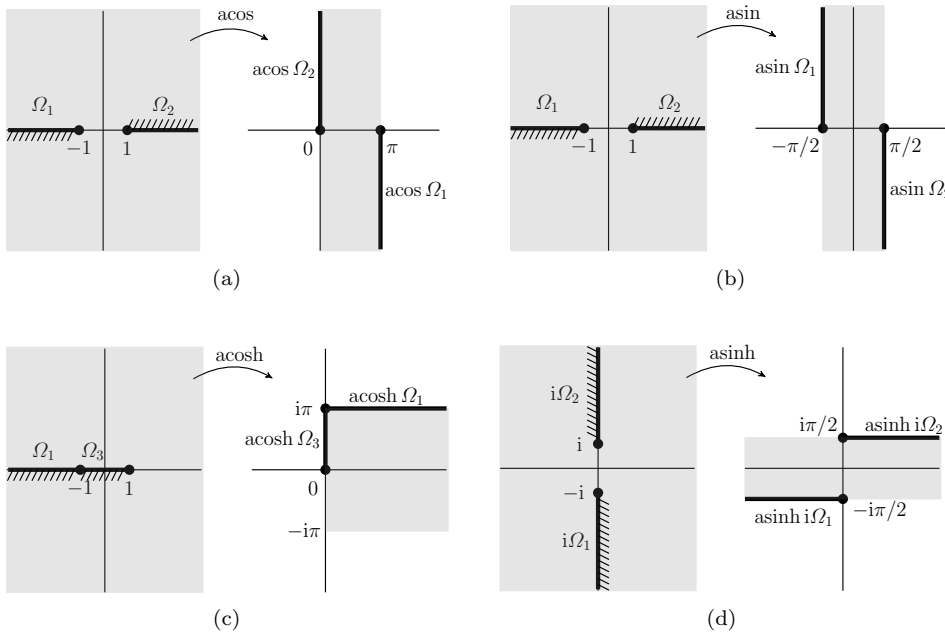 acos
asin
Ω₁
Ω₂
−1
1
acos Ω₂
0
π
acos Ω₁
Ω₁
Ω₂
−1
1
asin Ω₁
−π/2
π/2
asin Ω₂
(a)
(b)
acosh
asinh
Ω₁
Ω₃
−1
1
iπ
acosh Ω₁
acosh Ω₃
0
−iπ
iΩ₂
i
−i
iΩ₁
iπ/2
asinh iΩ₂
asinh iΩ₁
−iπ/2
(c)
(d)